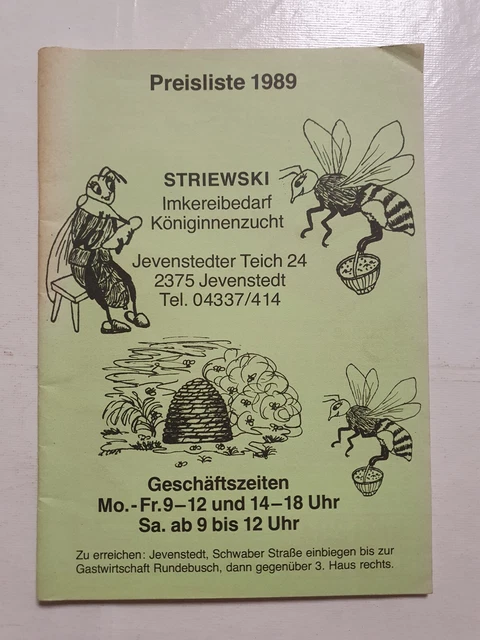 Preisliste 1989
STRIEWSKI
Imkereibedarf
Königinnenzucht
Jevenstedter Teich 24
2375 Jevenstedt
Tel. 04337/414
Geschäftszeiten
Mo.-Fr. 9–12 und 14–18 Uhr
Sa. ab 9 bis 12 Uhr
Zu erreichen: Jevenstedt, Schwaber Straße einbiegen bis zur
Gastwirtschaft Rundebusch, dann gegenüber 3. Haus rechts.